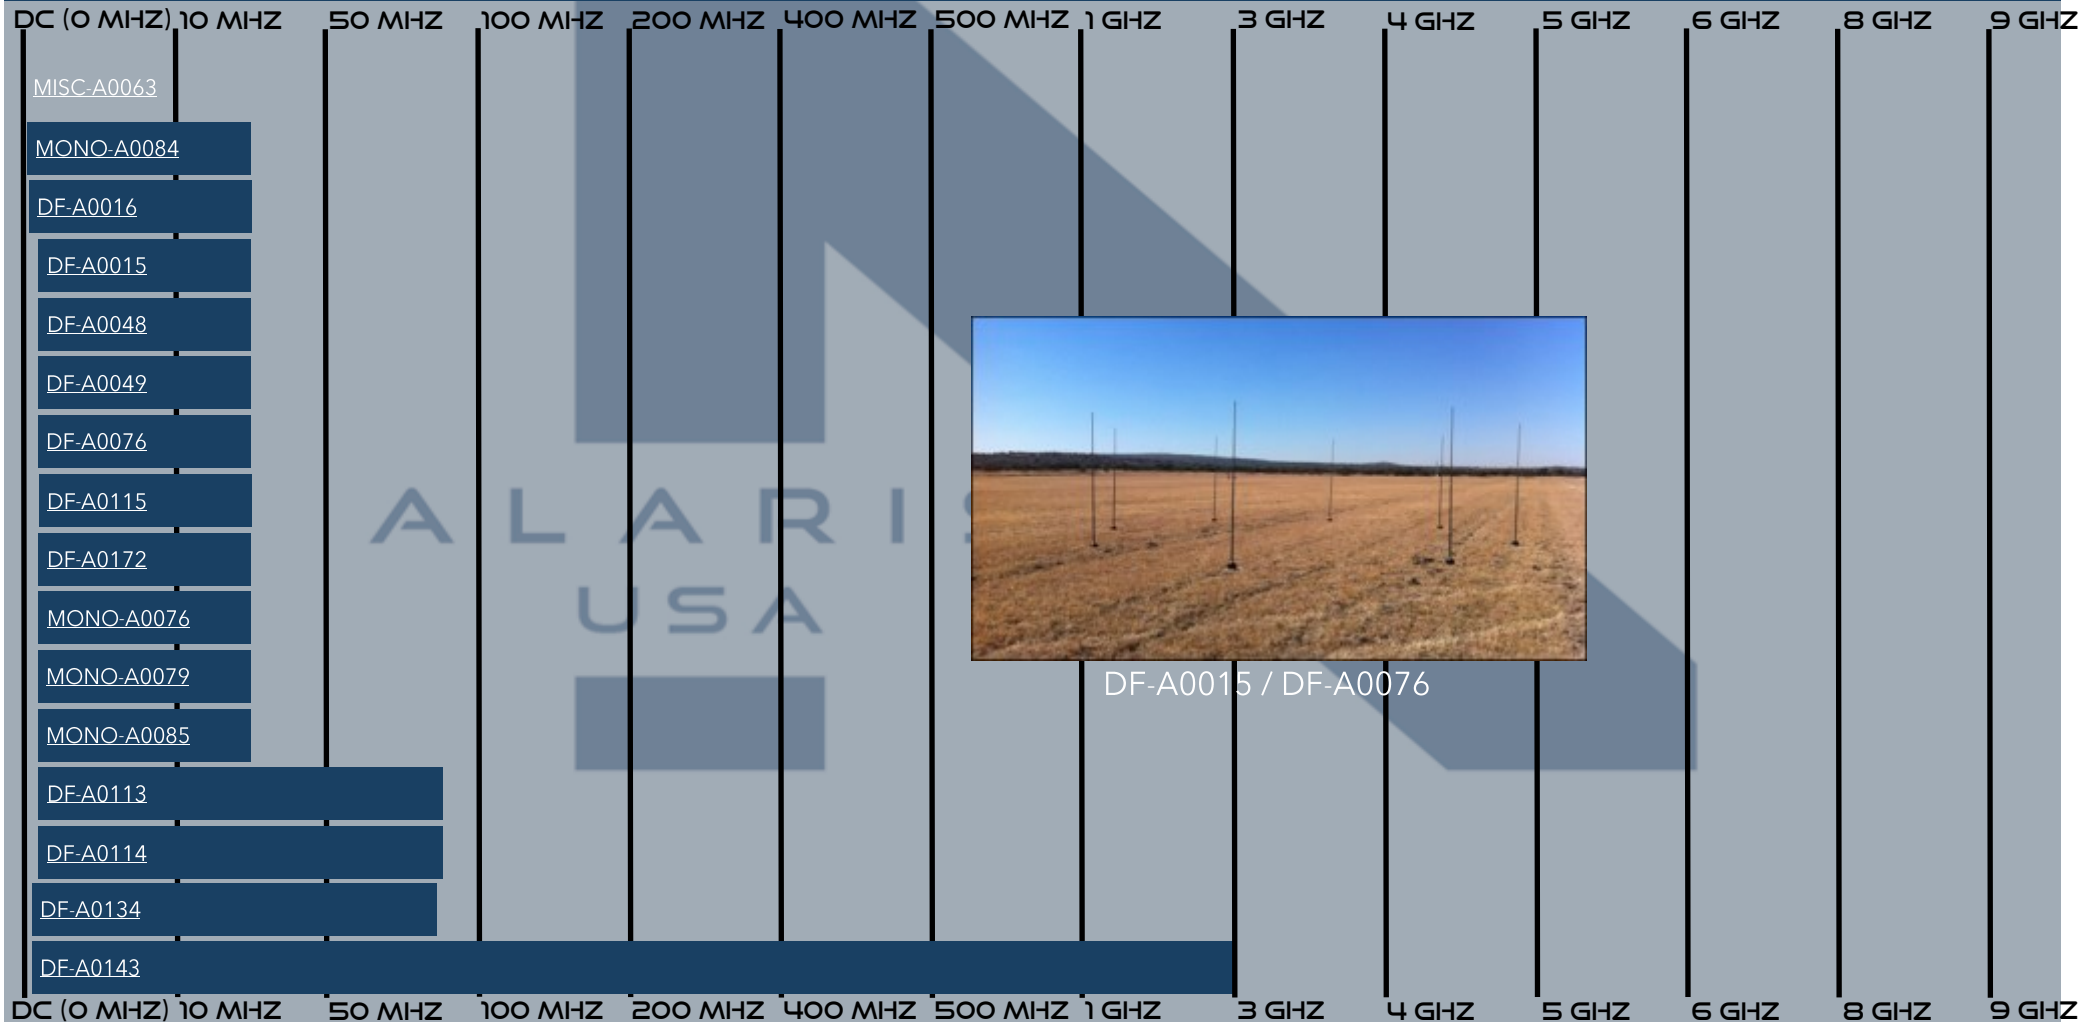 DC (0 MHZ) 10 MHZ 50 MHZ 100 MHZ 200 MHZ 400 MHZ 500 MHZ 1 GHZ 3 GHZ 4 GHZ 5 GHZ 6 GHZ 8 GHZ 9 GHZ
MISC-A0063
MONO-A0084
DF-A0016
DF-A0015
DF-A0048
DF-A0049
DF-A0076
DF-A0115
DF-A0172
MONO-A0076
MONO-A0079
MONO-A0085
DF-A0113
DF-A0114
DF-A0134
DF-A0143
ALARIS
USA
DF-A0015 / DF-A0076
DC (0 MHZ) 10 MHZ 50 MHZ 100 MHZ 200 MHZ 400 MHZ 500 MHZ 1 GHZ 3 GHZ 4 GHZ 5 GHZ 6 GHZ 8 GHZ 9 GHZ